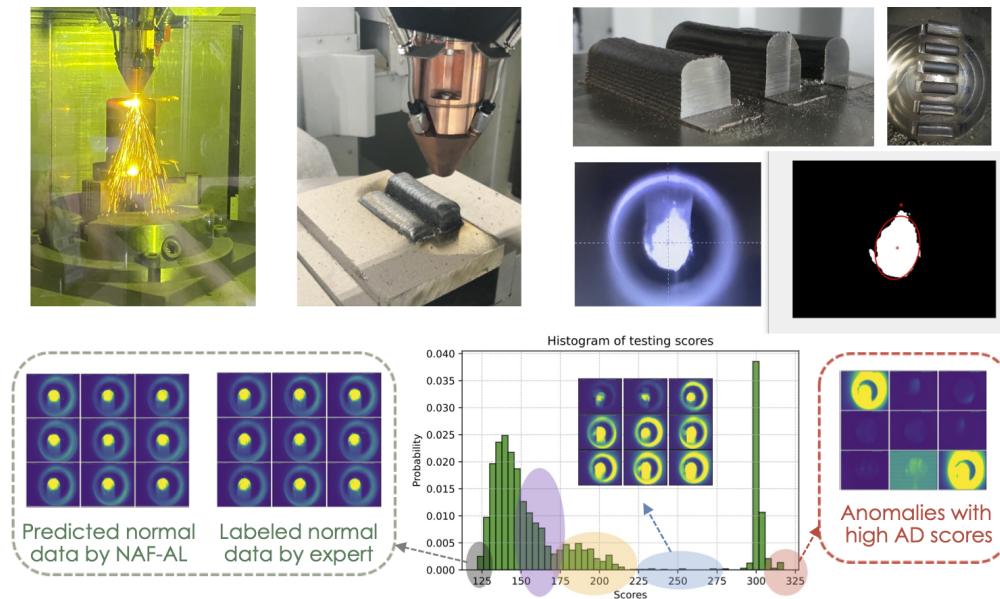 Histogram of testing scores
Probability
0.040
0.035
0.030
0.025
0.020
0.015
0.010
0.005
0.000
125
150
175
200
225
250
275
300
325
Scores
Predicted normal
data by NAF-AL
Labeled normal
data by expert
Anomalies with
high AD scores